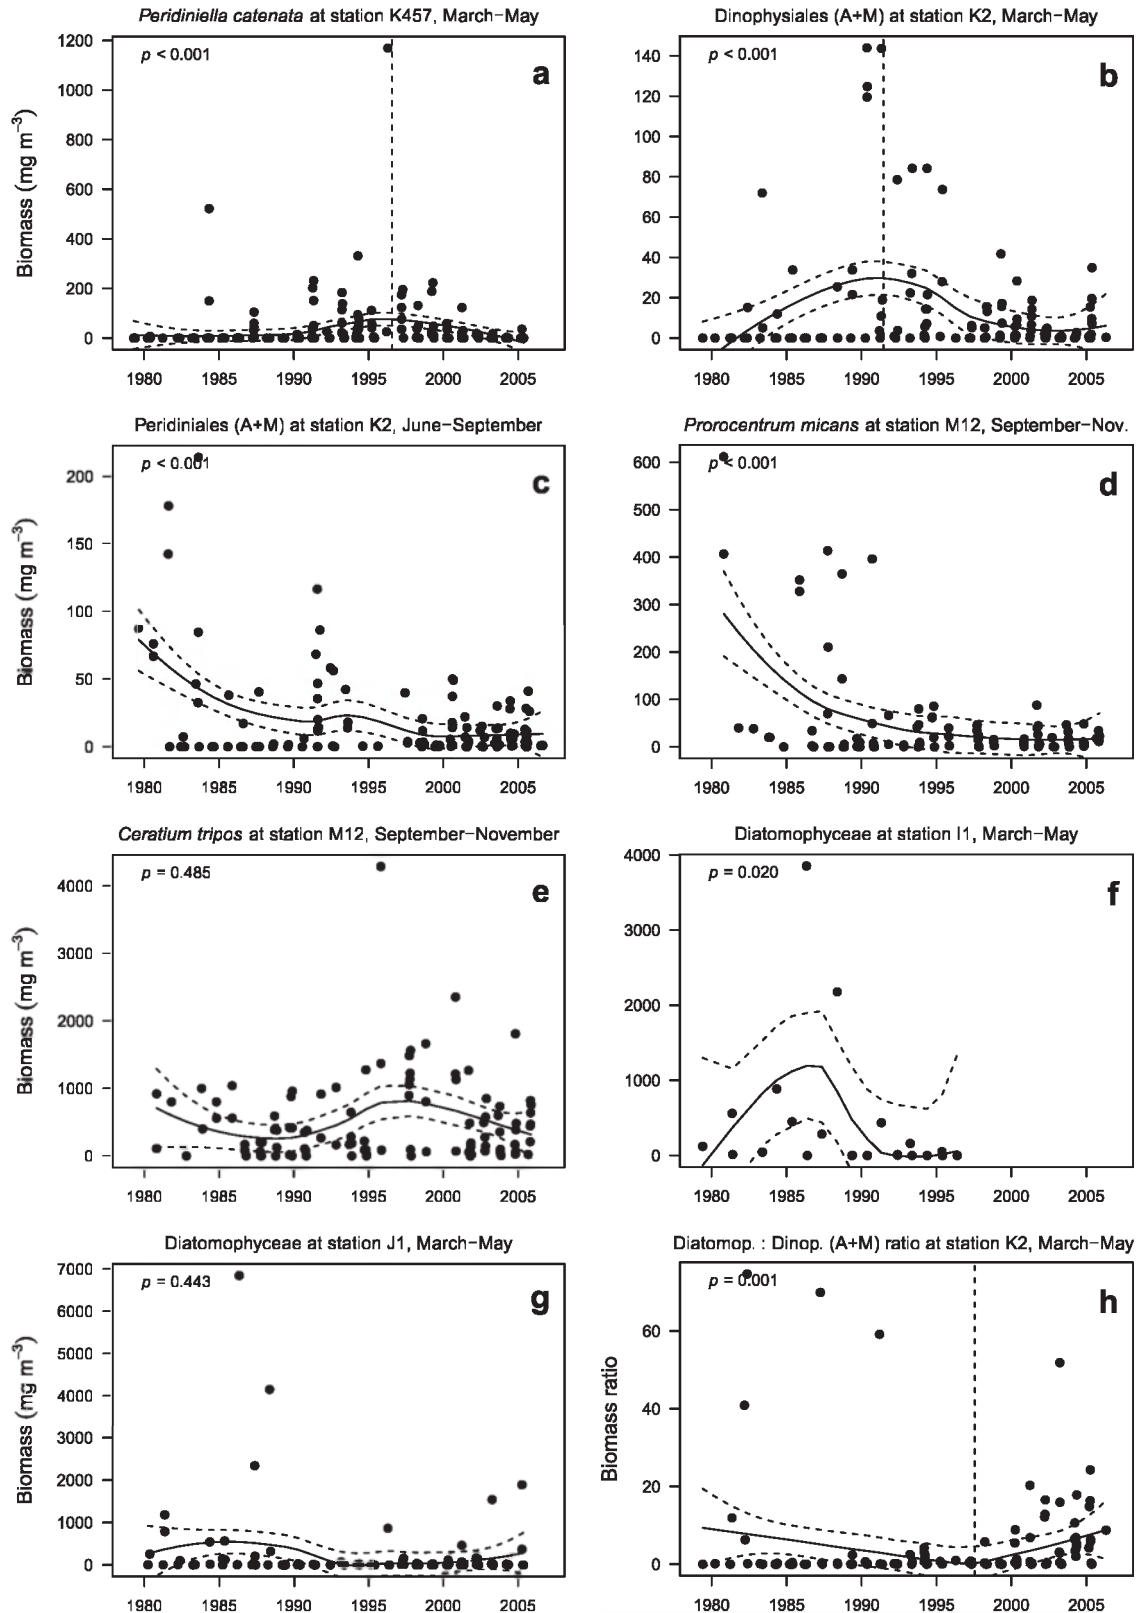 Peridiniella catenata at station K457, March−May
p < 0.001
a
Biomass (mg m−3)
1200
1000
800
600
400
200
0
1980 1985 1990 1995 2000 2005
Dinophysiales (A+M) at station K2, March−May
p < 0.001
b
140
120
100
80
60
40
20
0
1980 1985 1990 1995 2000 2005
Peridiniales (A+M) at station K2, June−September
p < 0.001
c
Biomass (mg m−3)
200
150
100
50
0
1980 1985 1990 1995 2000 2005
Prorocentrum micans at station M12, September−Nov.
p < 0.001
d
600
500
400
300
200
100
0
1980 1985 1990 1995 2000 2005
Ceratium tripos at station M12, September−November
p = 0.485
e
Biomass (mg m−3)
4000
3000
2000
1000
0
1980 1985 1990 1995 2000 2005
Diatomophyceae at station I1, March−May
p = 0.020
f
4000
3000
2000
1000
0
1980 1985 1990 1995 2000 2005
Diatomophyceae at station J1, March−May
p = 0.443
g
Biomass (mg m−3)
7000
6000
5000
4000
3000
2000
1000
0
1980 1985 1990 1995 2000 2005
Diatomop. : Dinop. (A+M) ratio at station K2, March−May
p = 0.001
h
Biomass ratio
60
40
20
0
1980 1985 1990 1995 2000 2005